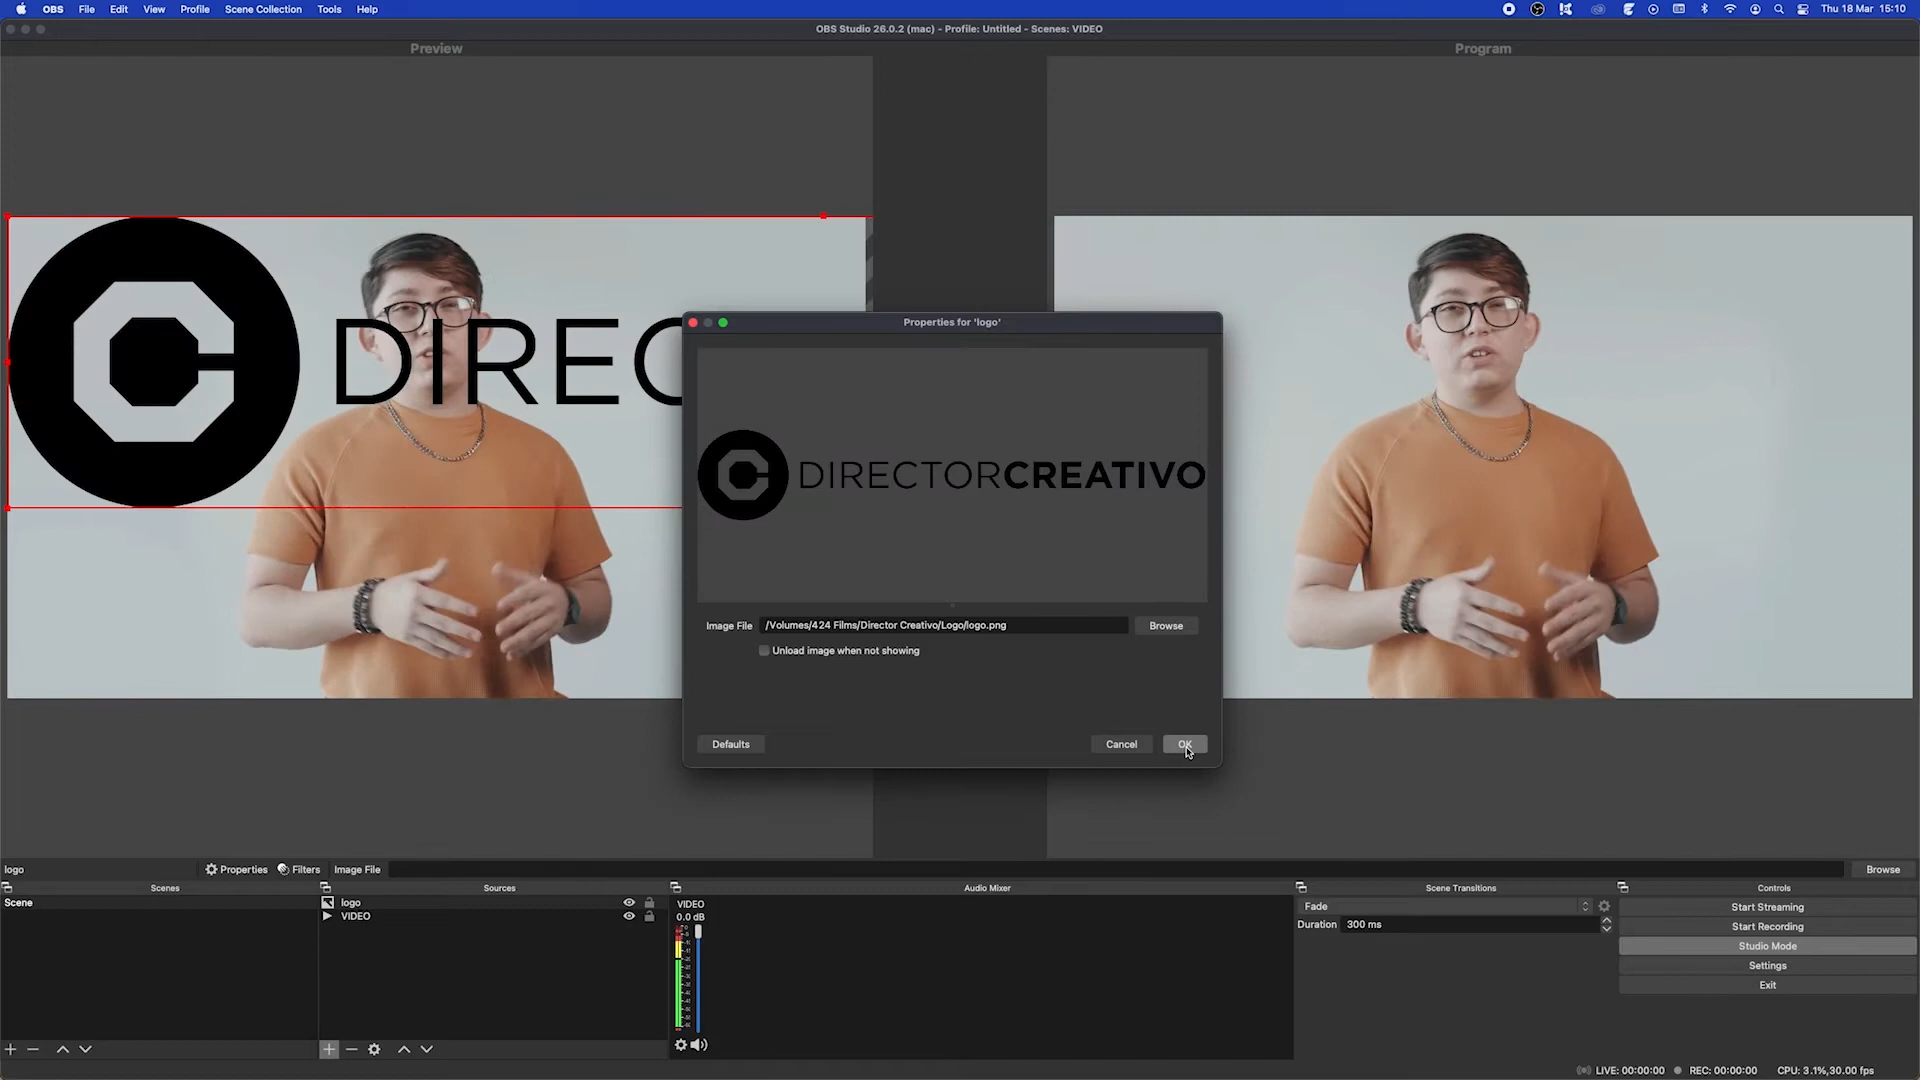 OBS File Edit View Profile Scene Collection Tools Help
Thu 18 Mar 15:10
OBS Studio 26.0.2 (mac) - Profile: Untitled - Scenes: VIDEO
Preview
Program
DIREC
Properties for 'logo'
DIRECTORCREATIVO
Image File /Volumes/424 Films/Director Creativo/Logo/logo.png Browse
Unload image when not showing
Defaults Cancel OK
logo Properties Filters Image File Browse
Scenes Sources Audio Mixer Scene Transitions Controls
Scene
logo
VIDEO
VIDEO
0.0 dB
Fade
Duration 300 ms
Start Streaming
Start Recording
Studio Mode
Settings
Exit
LIVE: 00:00:00 REC: 00:00:00 CPU: 3.1%,30.00 fps